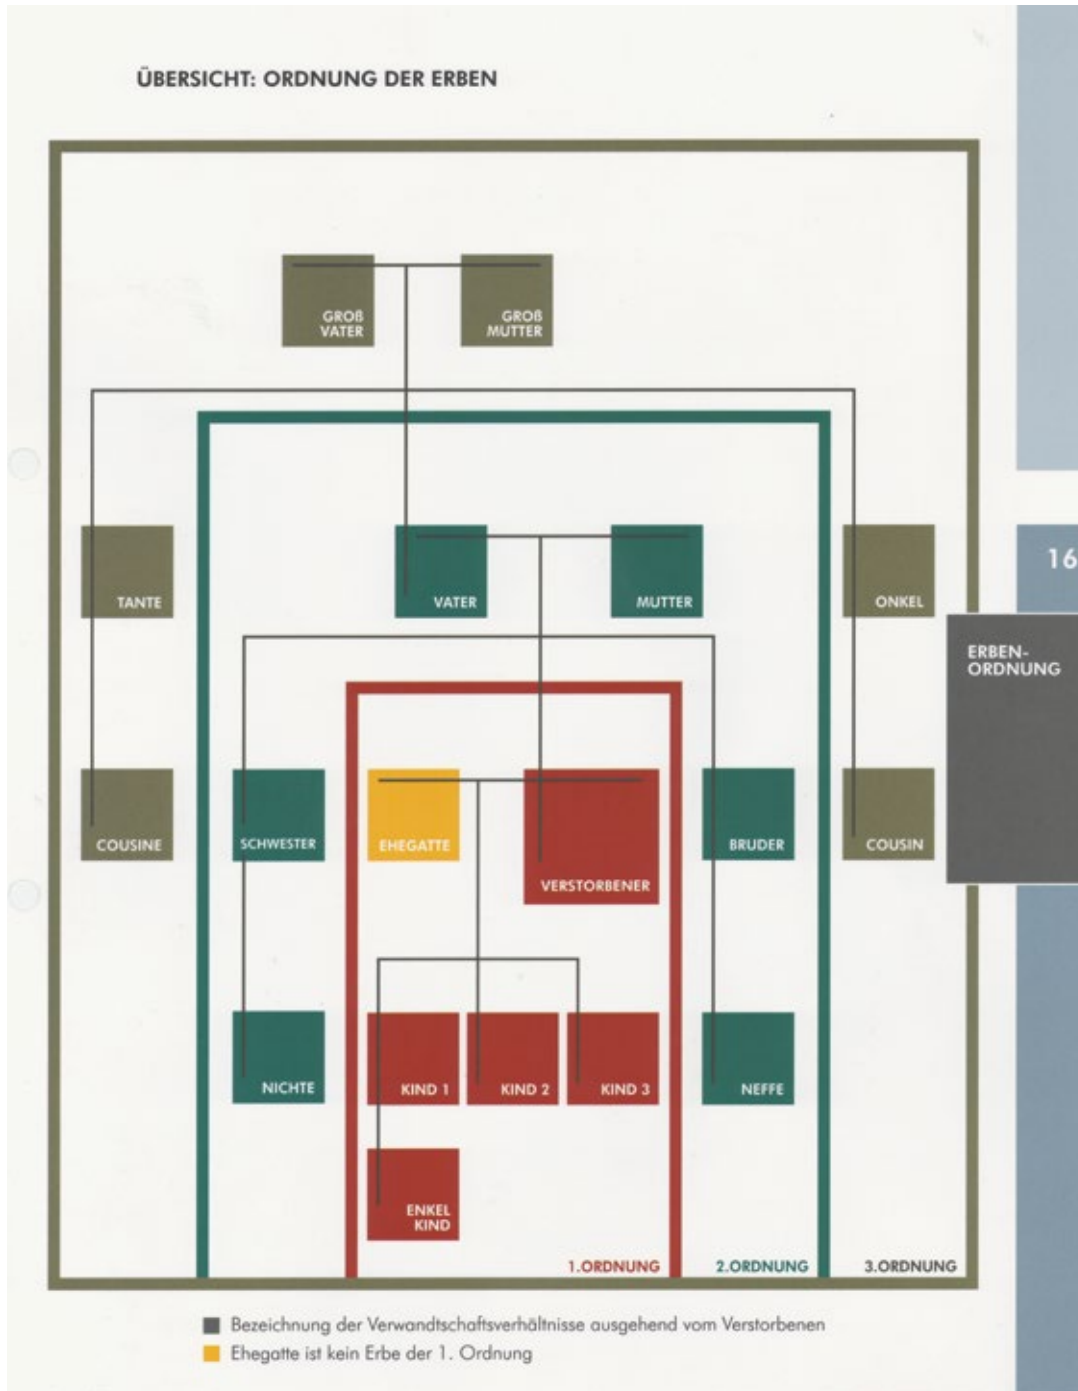 ÜBERSICHT: ORDNUNG DER ERBEN
GROß
VATER
GROß
MUTTER
TANTE
VATER
MUTTER
ONKEL
16
ERBEN-
ORDNUNG
COUSINE
SCHWESTER
EHEGATTE
VERSTORBENER
BRUDER
COUSIN
NICHTE
KIND 1
KIND 2
KIND 3
NEFFE
ENKEL
KIND
1.ORDNUNG
2.ORDNUNG
3.ORDNUNG
Bezeichnung der Verwandtschaftsverhältnisse ausgehend vom Verstorbenen
Ehegatte ist kein Erbe der 1. Ordnung